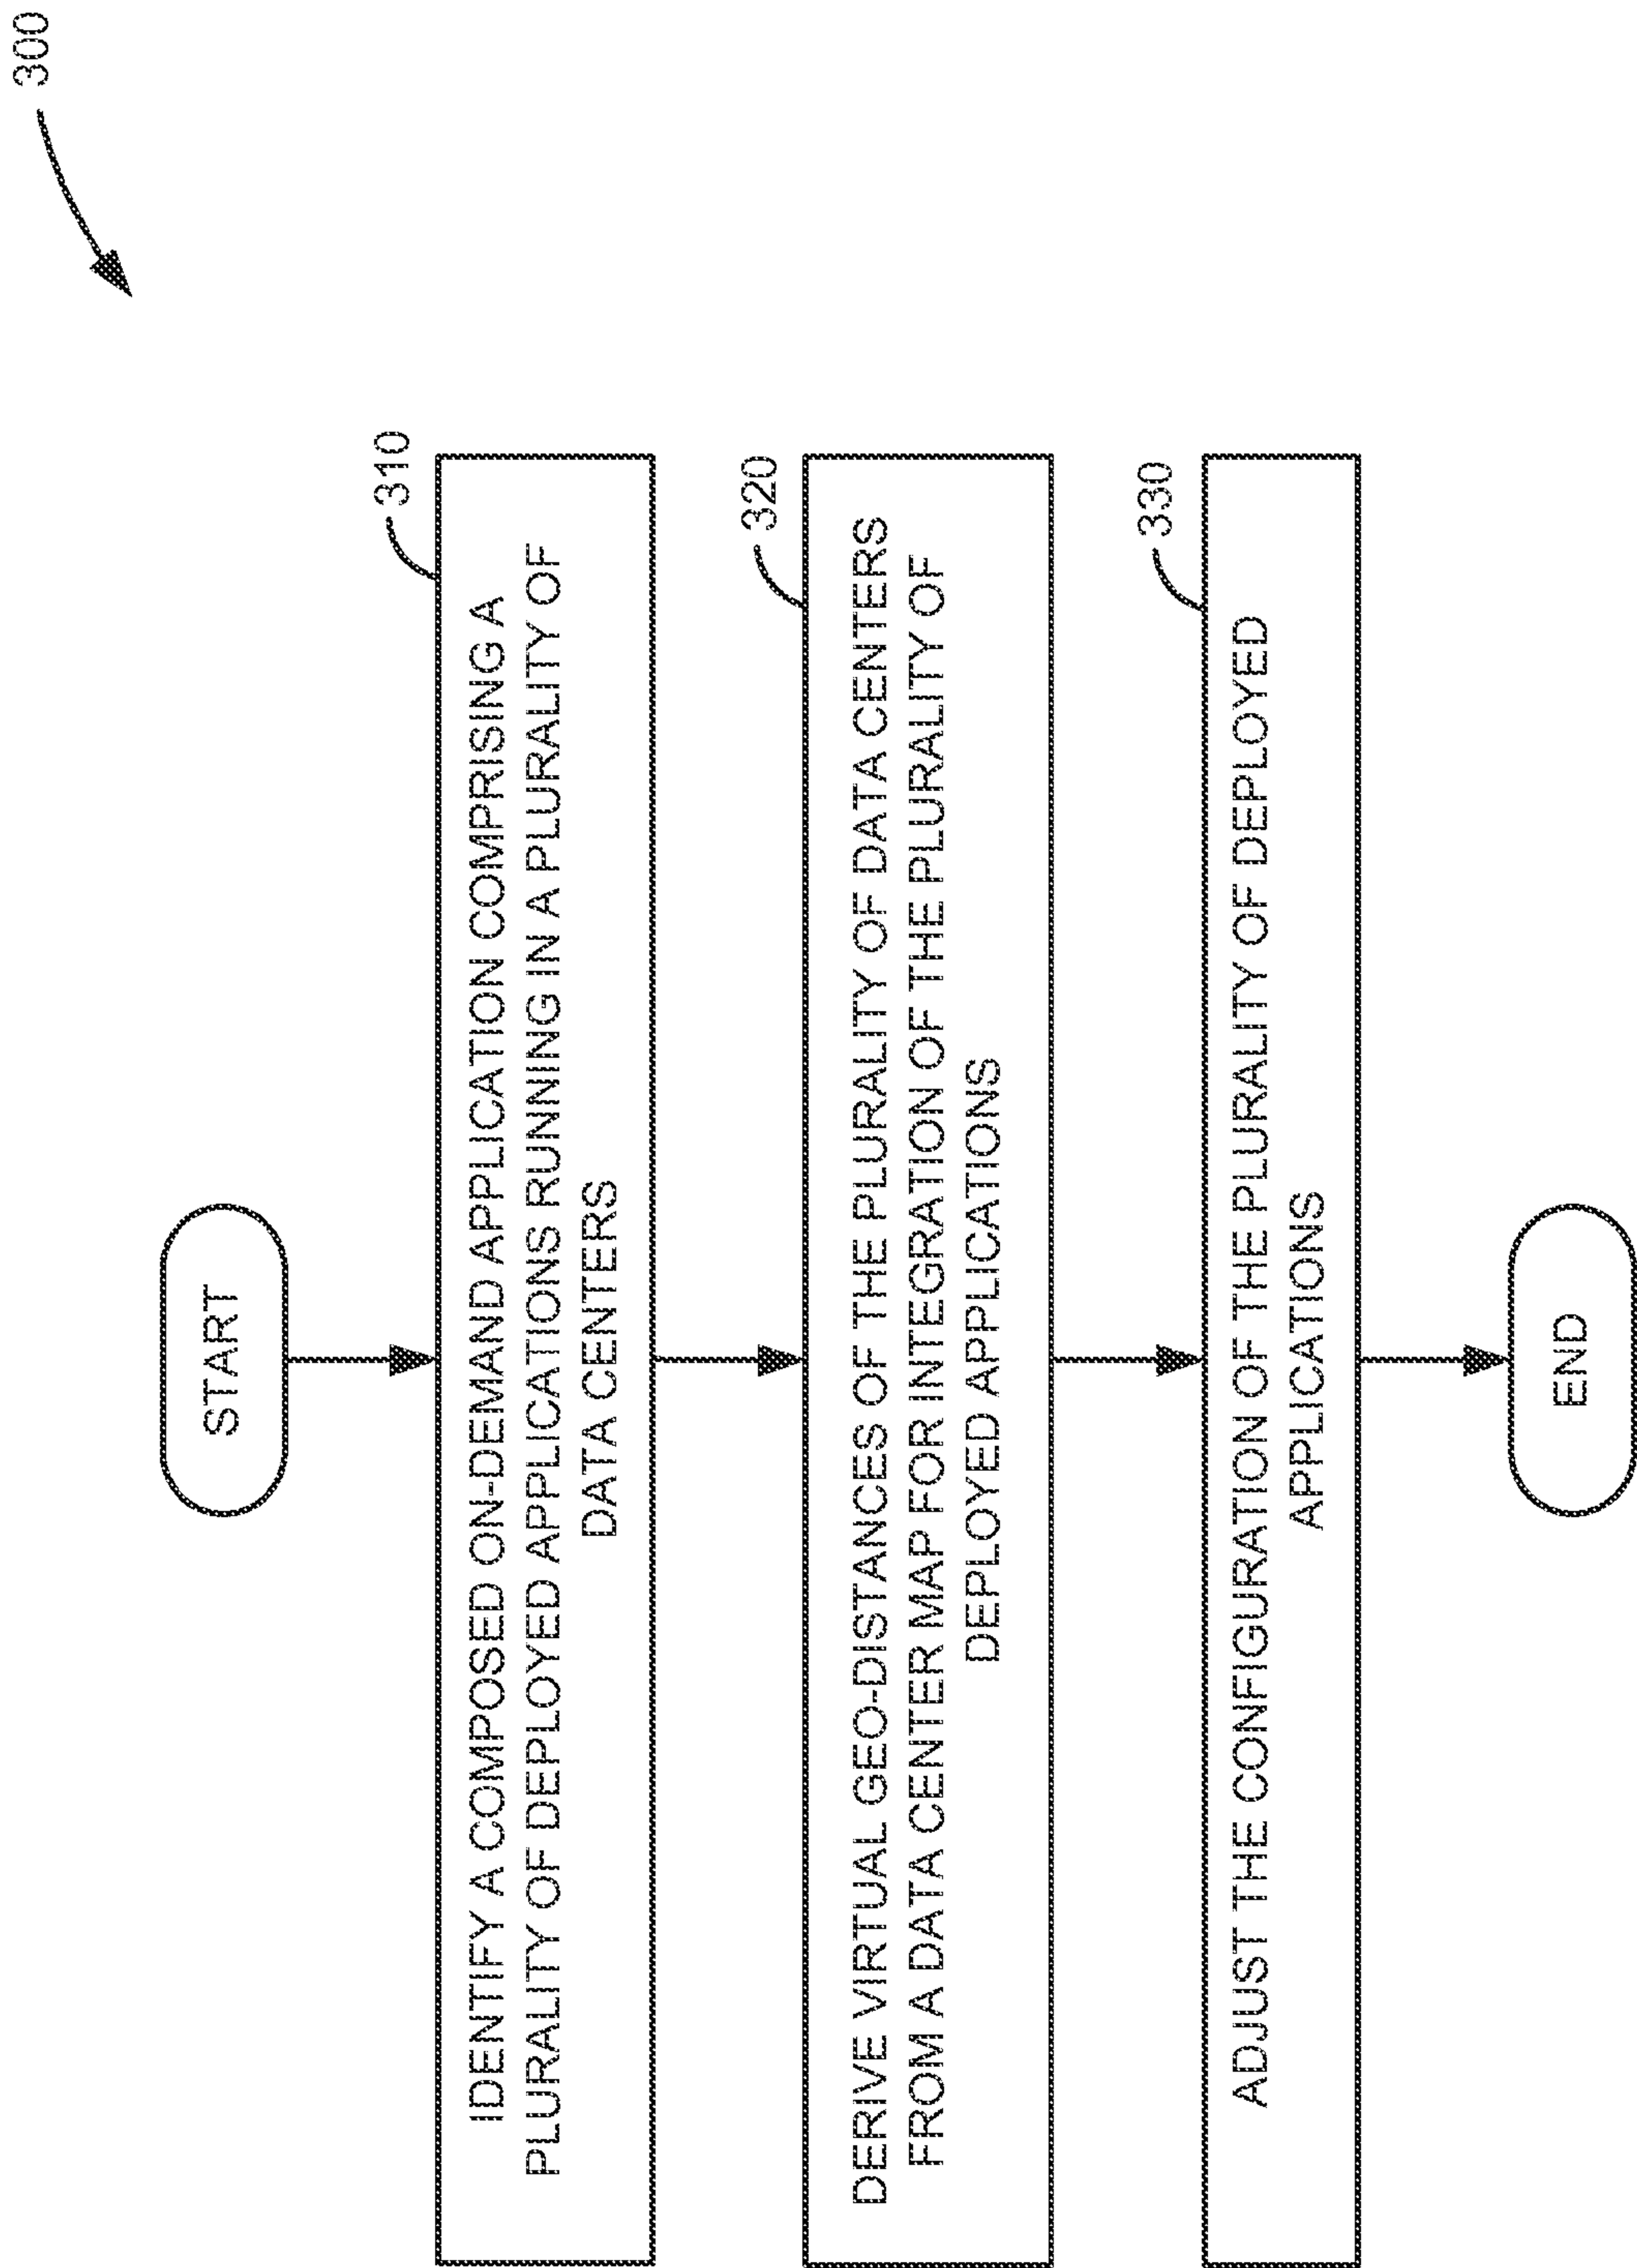 300
START
310
IDENTIFY A COMPOSED ON-DEMAND APPLICATION COMPRISING A
PLURALITY OF DEPLOYED APPLICATIONS RUNNING IN A PLURALITY OF
DATA CENTERS
320
DERIVE VIRTUAL GEO-DISTANCES OF THE PLURALITY OF DATA CENTERS
FROM A DATA CENTER MAP FOR INTEGRATION OF THE PLURALITY OF
DEPLOYED APPLICATIONS
330
ADJUST THE CONFIGURATION OF THE PLURALITY OF DEPLOYED
APPLICATIONS
END